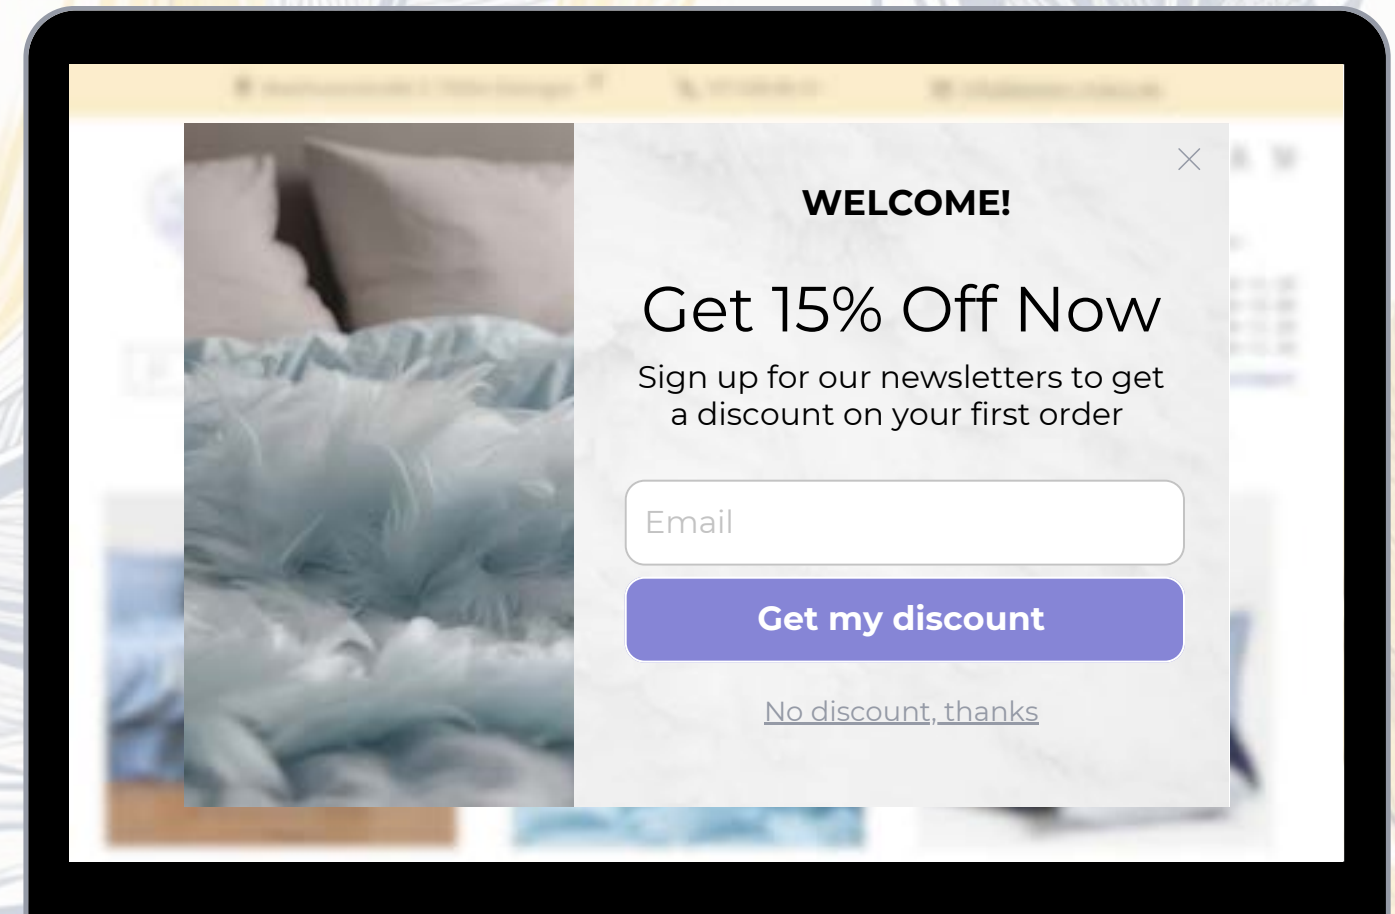 WELCOME!
Get 15% Off Now
Sign up for our newsletters to get
a discount on your first order
Email
Get my discount
No discount, thanks